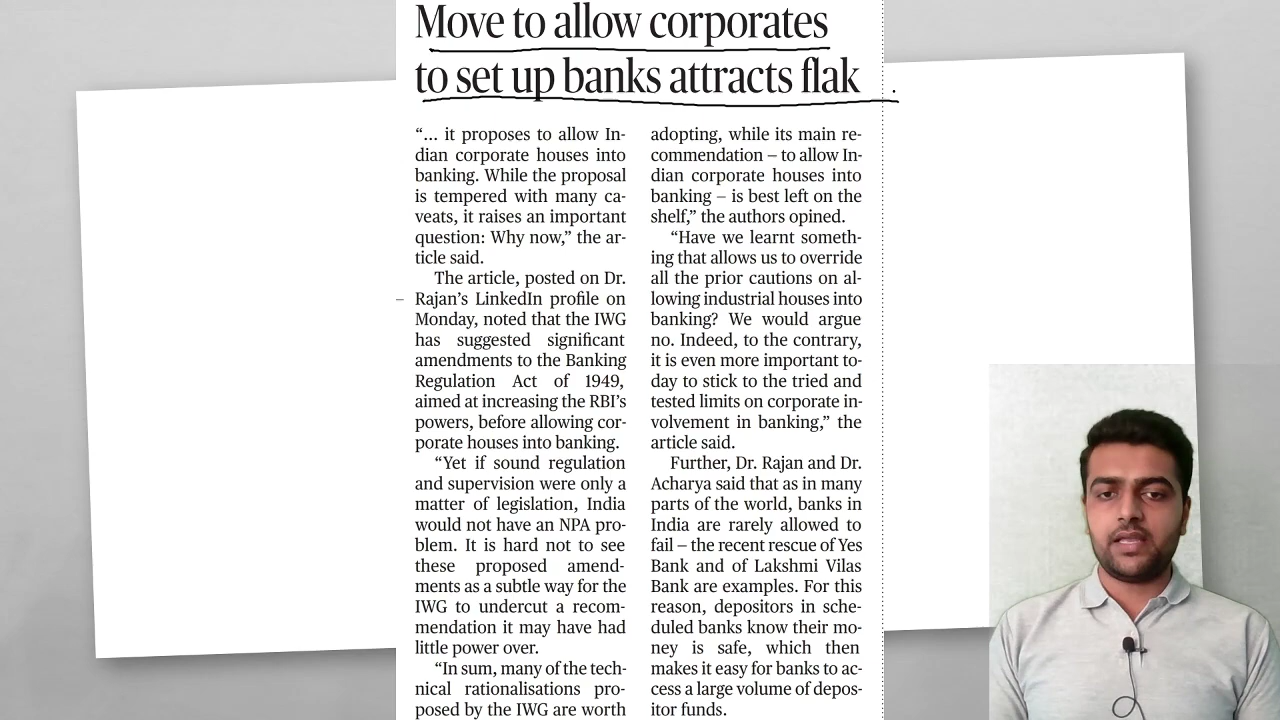 Move to allow corporates
to set up banks attracts flak
“... it proposes to allow In-
dian corporate houses into
banking. While the proposal
is tempered with many ca-
veats, it raises an important
question: Why now,” the ar-
ticle said.
The article, posted on Dr.
Rajan’s LinkedIn profile on
Monday, noted that the IWG
has suggested significant
amendments to the Banking
Regulation Act of 1949,
aimed at increasing the RBI’s
powers, before allowing cor-
porate houses into banking.
“Yet if sound regulation
and supervision were only a
matter of legislation, India
would not have an NPA pro-
blem. It is hard not to see
these proposed amend-
ments as a subtle way for the
IWG to undercut a recom-
mendation it may have had
little power over.
“In sum, many of the tech-
nical rationalisations pro-
posed by the IWG are worth
adopting, while its main re-
commendation – to allow In-
dian corporate houses into
banking – is best left on the
shelf,” the authors opined.
“Have we learnt someth-
ing that allows us to override
all the prior cautions on al-
lowing industrial houses into
banking? We would argue
no. Indeed, to the contrary,
it is even more important to-
day to stick to the tried and
tested limits on corporate in-
volvement in banking,” the
article said.
Further, Dr. Rajan and Dr.
Acharya said that as in many
parts of the world, banks in
India are rarely allowed to
fail – the recent rescue of Yes
Bank and of Lakshmi Vilas
Bank are examples. For this
reason, depositors in sche-
duled banks know their mo-
ney is safe, which then
makes it easy for banks to ac-
cess a large volume of depos-
itor funds.